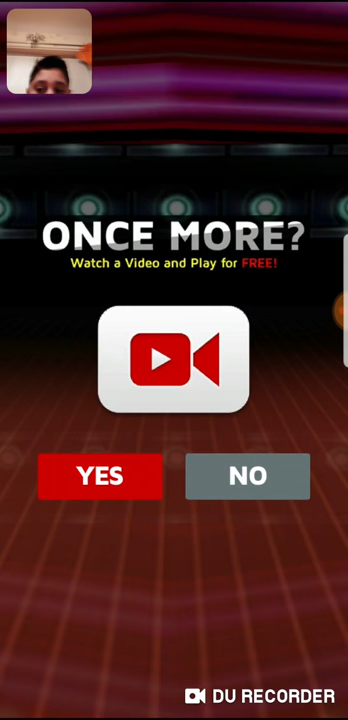 ONCE MORE?
Watch a Video and Play for FREE!
YES
NO
DU RECORDER